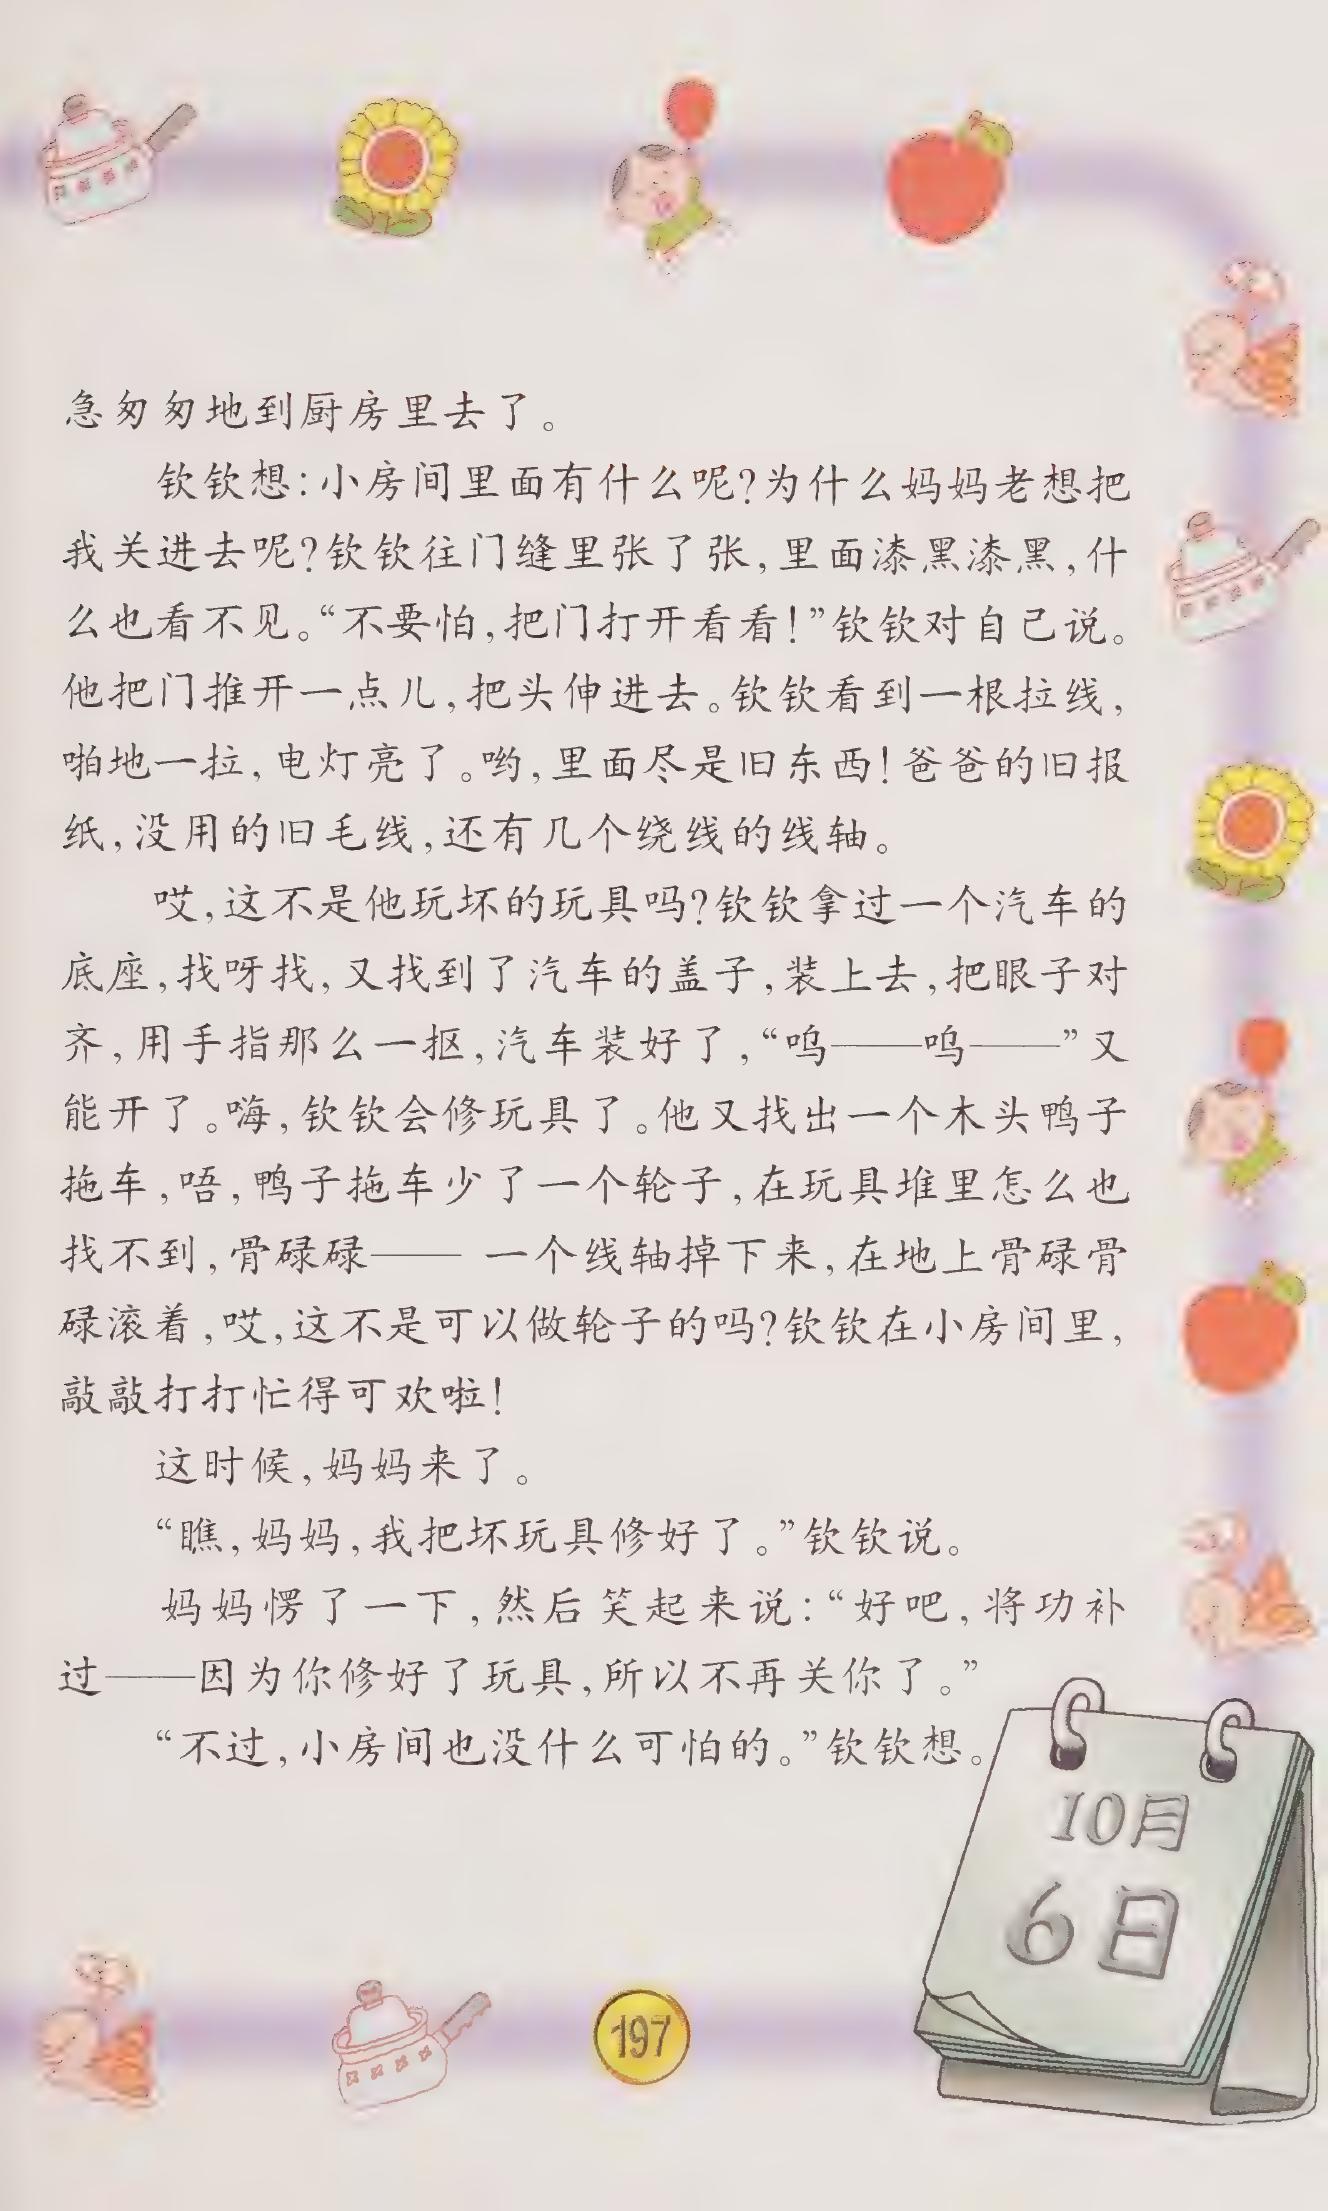 急匆匆地到厨房里去了。
钦钦想:小房间里面有什么呢?为什么妈妈老想把
我关进去呢?钦钦往门缝里张了张,里面漆黑漆黑,什
么也看不见。“不要怕,把门打开看看!”钦钦对自己说。
他把门推开一点儿,把头伸进去。钦钦看到一根拉线,
啪地一拉,电灯亮了。哟,里面尽是旧东西!爸爸的旧报
纸,没用的旧毛线,还有几个绕线的线轴。
哎,这不是他玩坏的玩具吗?钦钦拿过一个汽车的
底座,找呀找,又找到了汽车的盖子,装上去,把眼子对
齐,用手指那么一抠,汽车装好了,“呜——呜——”又
能开了。嗨,钦钦会修玩具了。他又找出一个木头鸭子
拖车,唔,鸭子拖车少了一个轮子,在玩具堆里怎么也
找不到,骨碌碌—— 一个线轴掉下来,在地上骨碌骨
碌滚着,哎,这不是可以做轮子的吗?钦钦在小房间里,
敲敲打打忙得可欢啦!
这时候,妈妈来了。
“瞧,妈妈,我把坏玩具修好了。”钦钦说。
妈妈愣了一下,然后笑起来说:“好吧,将功补
过——因为你修好了玩具,所以不再关你了。”
“不过,小房间也没什么可怕的。”钦钦想。
10月
6日
197